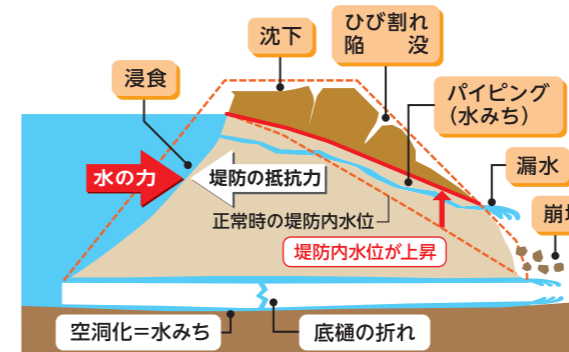 沈下
ひび割れ
陥 没
浸食
パイピング
(水みち)
水の力
堤防の抵抗力
漏水
正常時の堤防内水位
崩
堤防内水位が上昇
空洞化=水みち
底樋の折れ